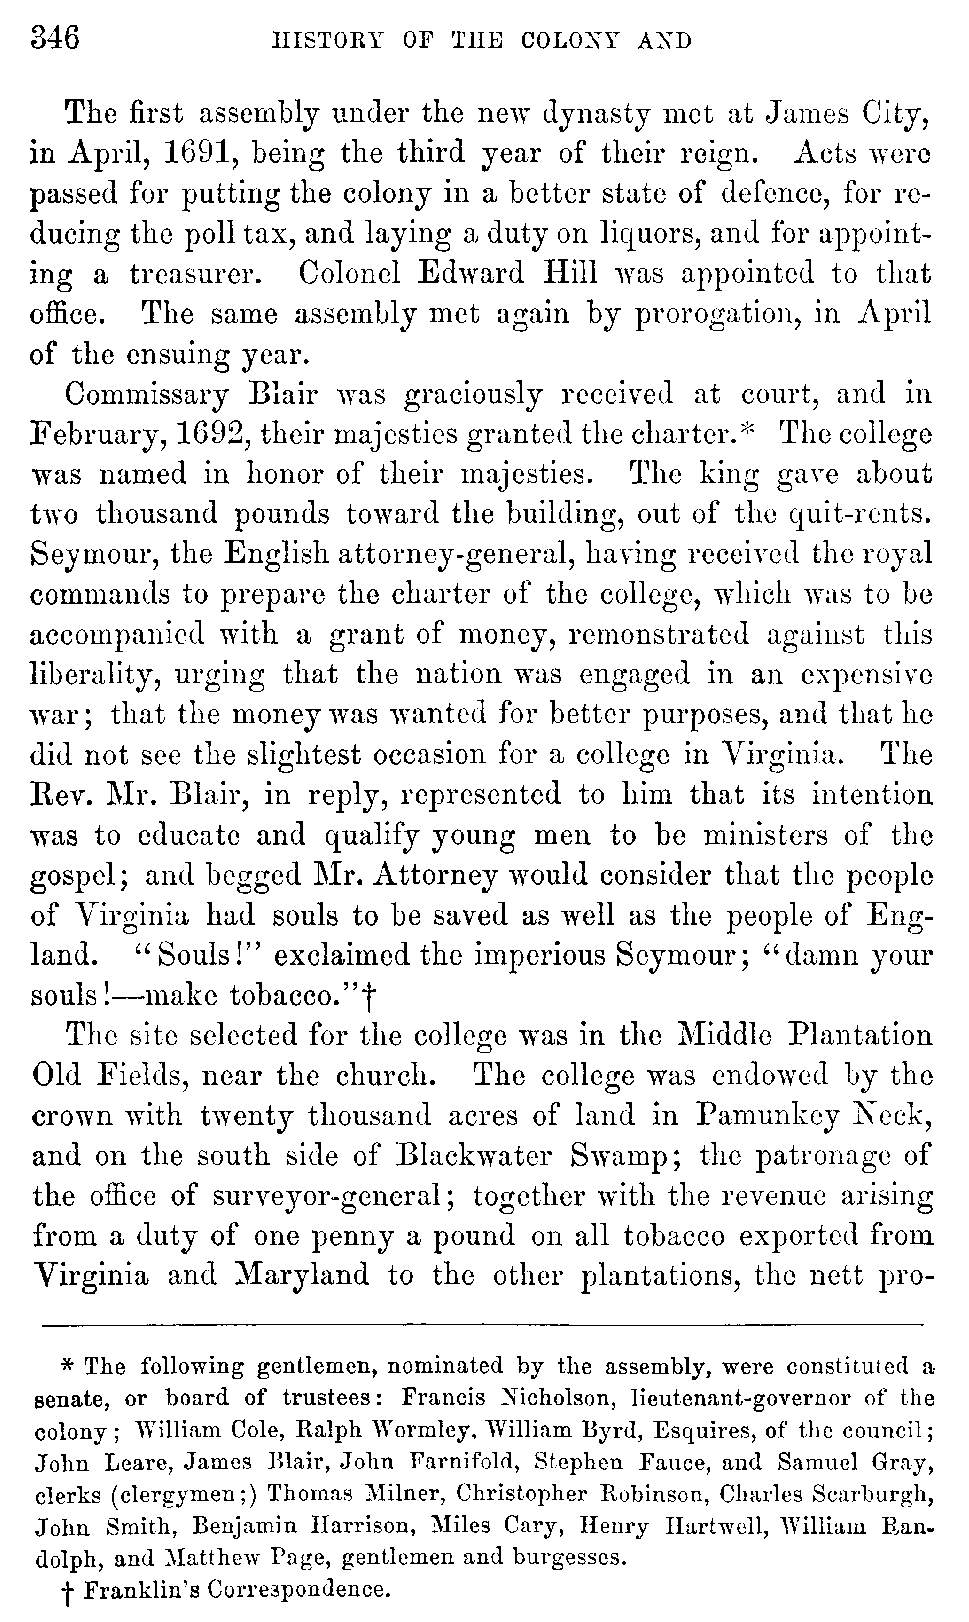 346 HISTORY OF THE COLONY AND
The first assembly under the new dynasty met at James City,
in April, 1691, being the third year of their reign. Acts were
passed for putting the colony in a better state of defence, for re-
ducing the poll tax, and laying a duty on liquors, and for appoint-
ing a treasurer. Colonel Edward Hill was appointed to that
office. The same assembly met again by prorogation, in April
of the ensuing year.
Commissary Blair was graciously received at court, and in
February, 1692, their majesties granted the charter.* The college
was named in honor of their majesties. The king gave about
two thousand pounds toward the building, out of the quit-rents.
Seymour, the English attorney-general, having received the royal
commands to prepare the charter of the college, which was to be
accompanied with a grant of money, remonstrated against this
liberality, urging that the nation was engaged in an expensive
war; that the money was wanted for better purposes, and that he
did not see the slightest occasion for a college in Virginia. The
Rev. Mr. Blair, in reply, represented to him that its intention
was to educate and qualify young men to be ministers of the
gospel; and begged Mr. Attorney would consider that the people
of Virginia had souls to be saved as well as the people of Eng-
land. "Souls!" exclaimed the imperious Seymour; "damn your
souls!—make tobacco."†
The site selected for the college was in the Middle Plantation
Old Fields, near the church. The college was endowed by the
crown with twenty thousand acres of land in Pamunkey Neck,
and on the south side of Blackwater Swamp; the patronage of
the office of surveyor-general; together with the revenue arising
from a duty of one penny a pound on all tobacco exported from
Virginia and Maryland to the other plantations, the nett pro-
* The following gentlemen, nominated by the assembly, were constituted a
senate, or board of trustees: Francis Nicholson, lieutenant-governor of the
colony; William Cole, Ralph Wormley, William Byrd, Esquires, of the council;
John Leare, James Blair, John Farnifold, Stephen Fauce, and Samuel Gray,
clerks (clergymen;) Thomas Milner, Christopher Robinson, Charles Scarburgh,
John Smith, Benjamin Harrison, Miles Cary, Henry Hartwell, William Ran-
dolph, and Matthew Page, gentlemen and burgesses.
† Franklin's Correspondence.